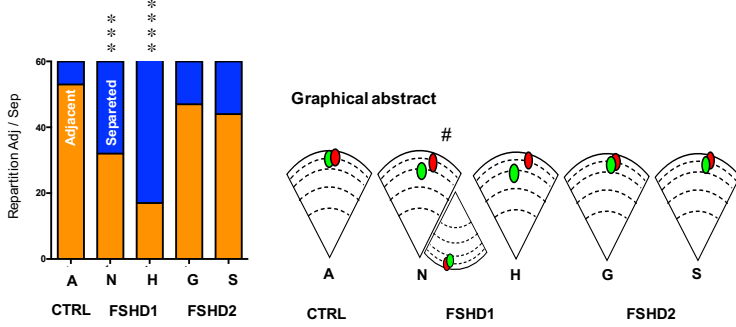 ***
****
60
40
20
0
Repartition Adj / Sep
Adjacent
Separeted
A N H G S
CTRL FSHD1 FSHD2
Graphical abstract
#
A N H G S
CTRL FSHD1 FSHD2